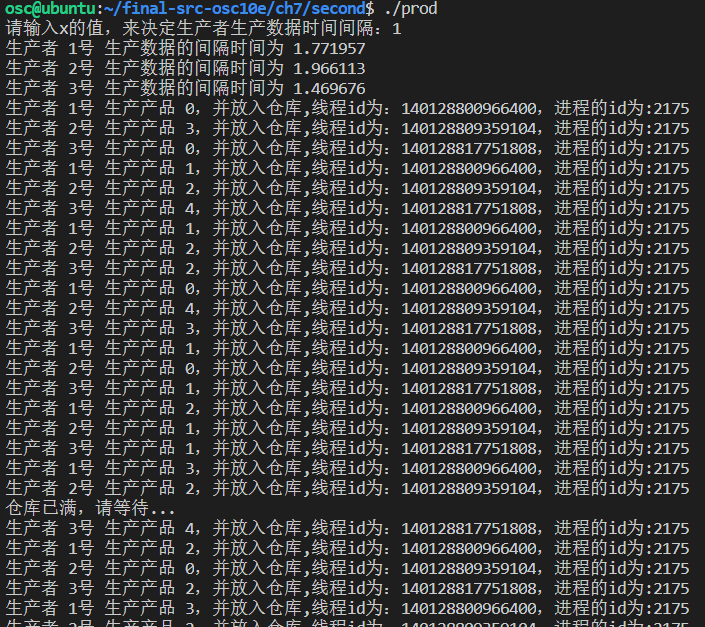 osc@ubuntu:~/final-src-osc10e/ch7/second$ ./prod
请输入x的值，来决定生产者生产数据时间间隔：1
生产者 1号 生产数据的间隔时间为 1.771957
生产者 2号 生产数据的间隔时间为 1.966113
生产者 3号 生产数据的间隔时间为 1.469676
生产者 1号 生产产品 0，并放入仓库,线程id为：140128800966400，进程的id为:2175
生产者 2号 生产产品 3，并放入仓库,线程id为：140128809359104，进程的id为:2175
生产者 3号 生产产品 0，并放入仓库,线程id为：140128817751808，进程的id为:2175
生产者 1号 生产产品 1，并放入仓库,线程id为：140128800966400，进程的id为:2175
生产者 2号 生产产品 2，并放入仓库,线程id为：140128809359104，进程的id为:2175
生产者 3号 生产产品 4，并放入仓库,线程id为：140128817751808，进程的id为:2175
生产者 1号 生产产品 1，并放入仓库,线程id为：140128800966400，进程的id为:2175
生产者 2号 生产产品 2，并放入仓库,线程id为：140128809359104，进程的id为:2175
生产者 3号 生产产品 2，并放入仓库,线程id为：140128817751808，进程的id为:2175
生产者 1号 生产产品 0，并放入仓库,线程id为：140128800966400，进程的id为:2175
生产者 2号 生产产品 4，并放入仓库,线程id为：140128809359104，进程的id为:2175
生产者 3号 生产产品 3，并放入仓库,线程id为：140128817751808，进程的id为:2175
生产者 1号 生产产品 1，并放入仓库,线程id为：140128800966400，进程的id为:2175
生产者 2号 生产产品 0，并放入仓库,线程id为：140128809359104，进程的id为:2175
生产者 3号 生产产品 1，并放入仓库,线程id为：140128817751808，进程的id为:2175
生产者 1号 生产产品 2，并放入仓库,线程id为：140128800966400，进程的id为:2175
生产者 2号 生产产品 1，并放入仓库,线程id为：140128809359104，进程的id为:2175
生产者 3号 生产产品 1，并放入仓库,线程id为：140128817751808，进程的id为:2175
生产者 1号 生产产品 3，并放入仓库,线程id为：140128800966400，进程的id为:2175
生产者 2号 生产产品 2，并放入仓库,线程id为：140128809359104，进程的id为:2175
仓库已满，请等待...
生产者 3号 生产产品 4，并放入仓库,线程id为：140128817751808，进程的id为:2175
生产者 1号 生产产品 2，并放入仓库,线程id为：140128800966400，进程的id为:2175
生产者 2号 生产产品 0，并放入仓库,线程id为：140128809359104，进程的id为:2175
生产者 3号 生产产品 2，并放入仓库,线程id为：140128817751808，进程的id为:2175
生产者 1号 生产产品 3，并放入仓库,线程id为：140128800966400，进程的id为:2175